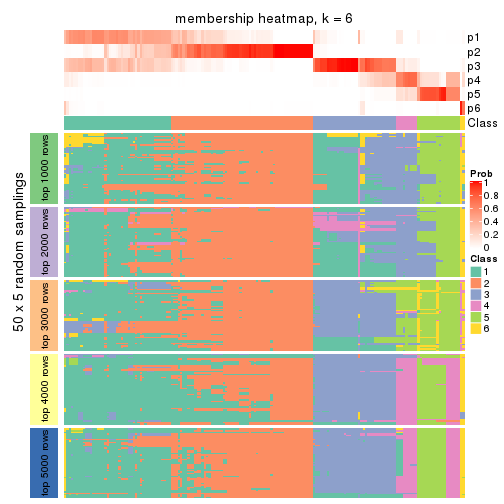 membership heatmap, k = 6
p1
p2
p3
p4
p5
p6
Class
50 x 5 random samplings
top 1000 rows
top 2000 rows
top 3000 rows
top 4000 rows
top 5000 rows
Prob
1
0.8
0.6
0.4
0.2
0
Class
1
2
3
4
5
6